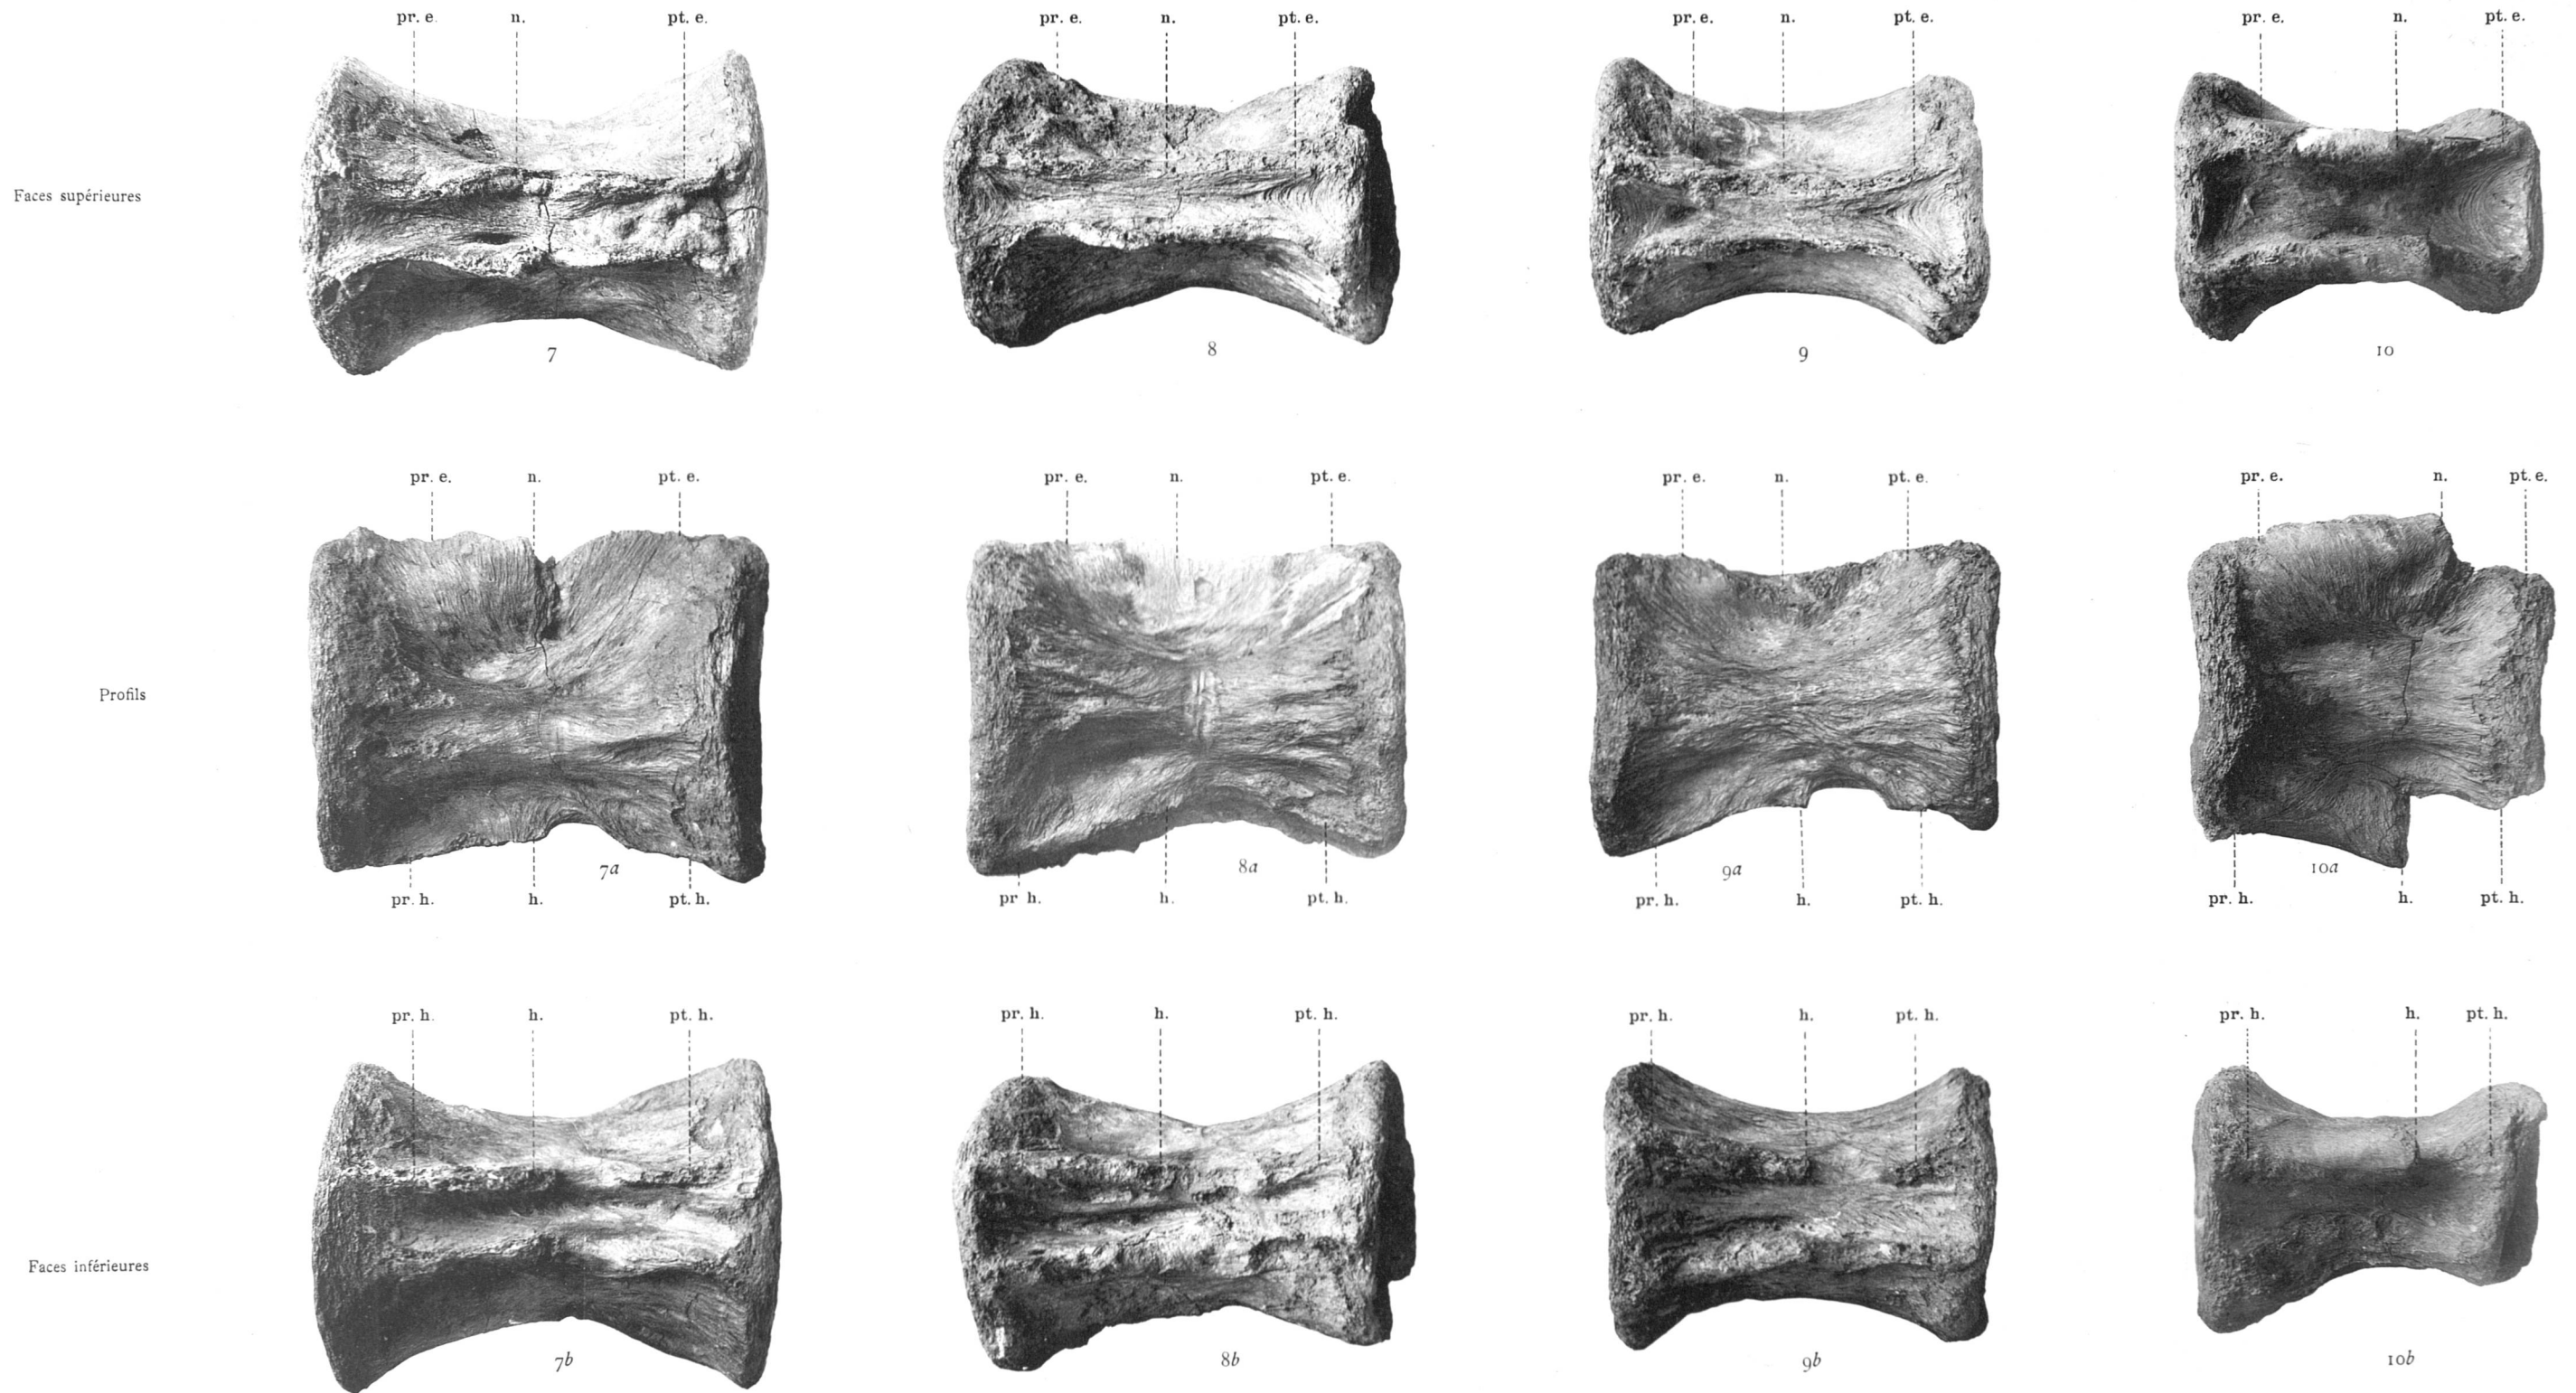 pr. e. n. pt. e. pr. e. n. pt. e. pr. e. n. pt. e. pr. e. n. pt. e.
Faces supérieures
7 8 9 10
pr. e. n. pt. e. pr. e. n. pt. e. pr. e. n. pt. e. pr. e. n. pt. e.
Profils
7a 8a 9a 10a
pr. h. h. pt. h. pr h. h. pt. h. pr. h. h. pt. h. pr. h. h. pt. h.
pr. h. h. pt. h. pr. h. h. pt. h. pr. h. h. pt. h. pr. h. h. pt. h.
Faces inférieures
7b 8b 9b 10b